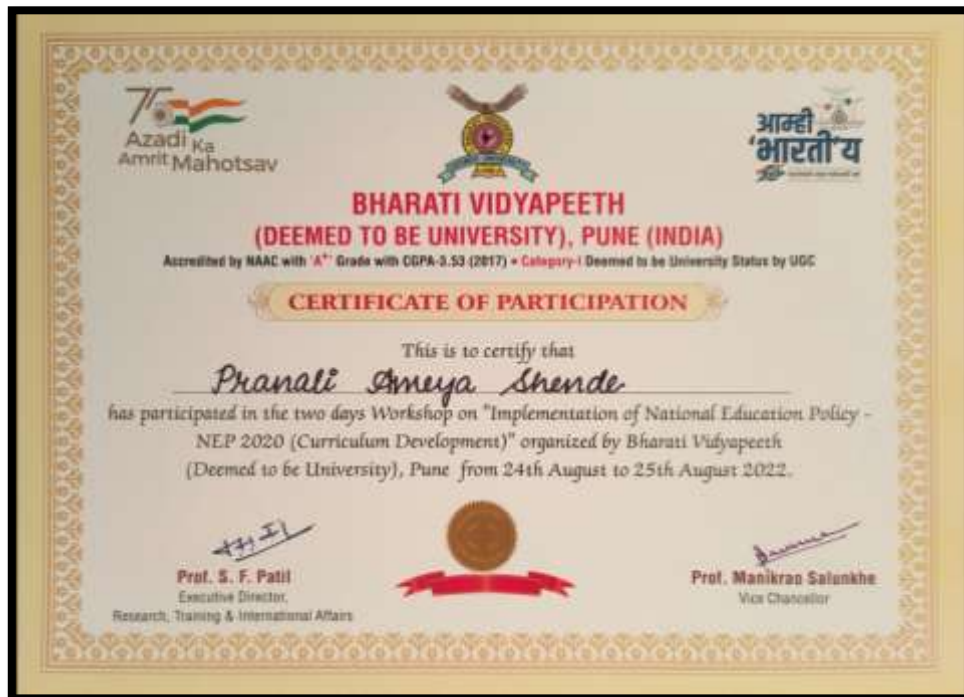 75
Azadi Ka
Amrit Mahotsav
आम्ही
'भारती'य
BHARATI VIDYAPEETH
(DEEMED TO BE UNIVERSITY), PUNE (INDIA)
Accredited by NAAC with 'A+' Grade with CGPA-3.53 (2017) • Category-I Deemed to be University Status by UGC
CERTIFICATE OF PARTICIPATION
This is to certify that
Pranali Ameya Shende
has participated in the two days Workshop on "Implementation of National Education Policy -
NEP 2020 (Curriculum Development)" organized by Bharati Vidyapeeth
(Deemed to be University), Pune from 24th August to 25th August 2022.
Prof. S. F. Patil
Executive Director,
Research, Training & International Affairs
Prof. Manikrao Salunkhe
Vice Chancellor